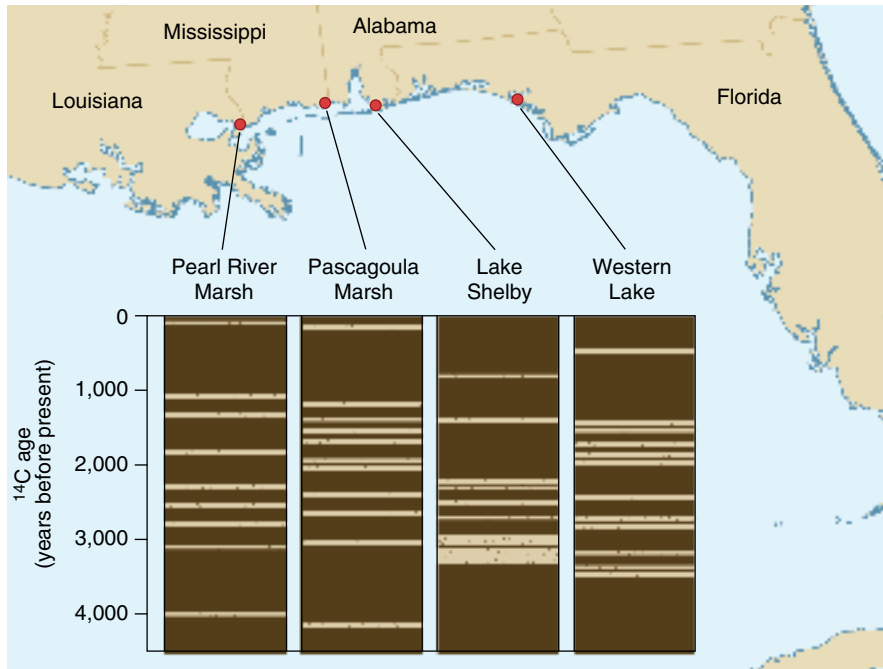 Mississippi
Alabama
Louisiana
Florida
Pearl River
Marsh
Pascagoula
Marsh
Lake
Shelby
Western
Lake
0
1,000
2,000
3,000
4,000
14C age
(years before present)